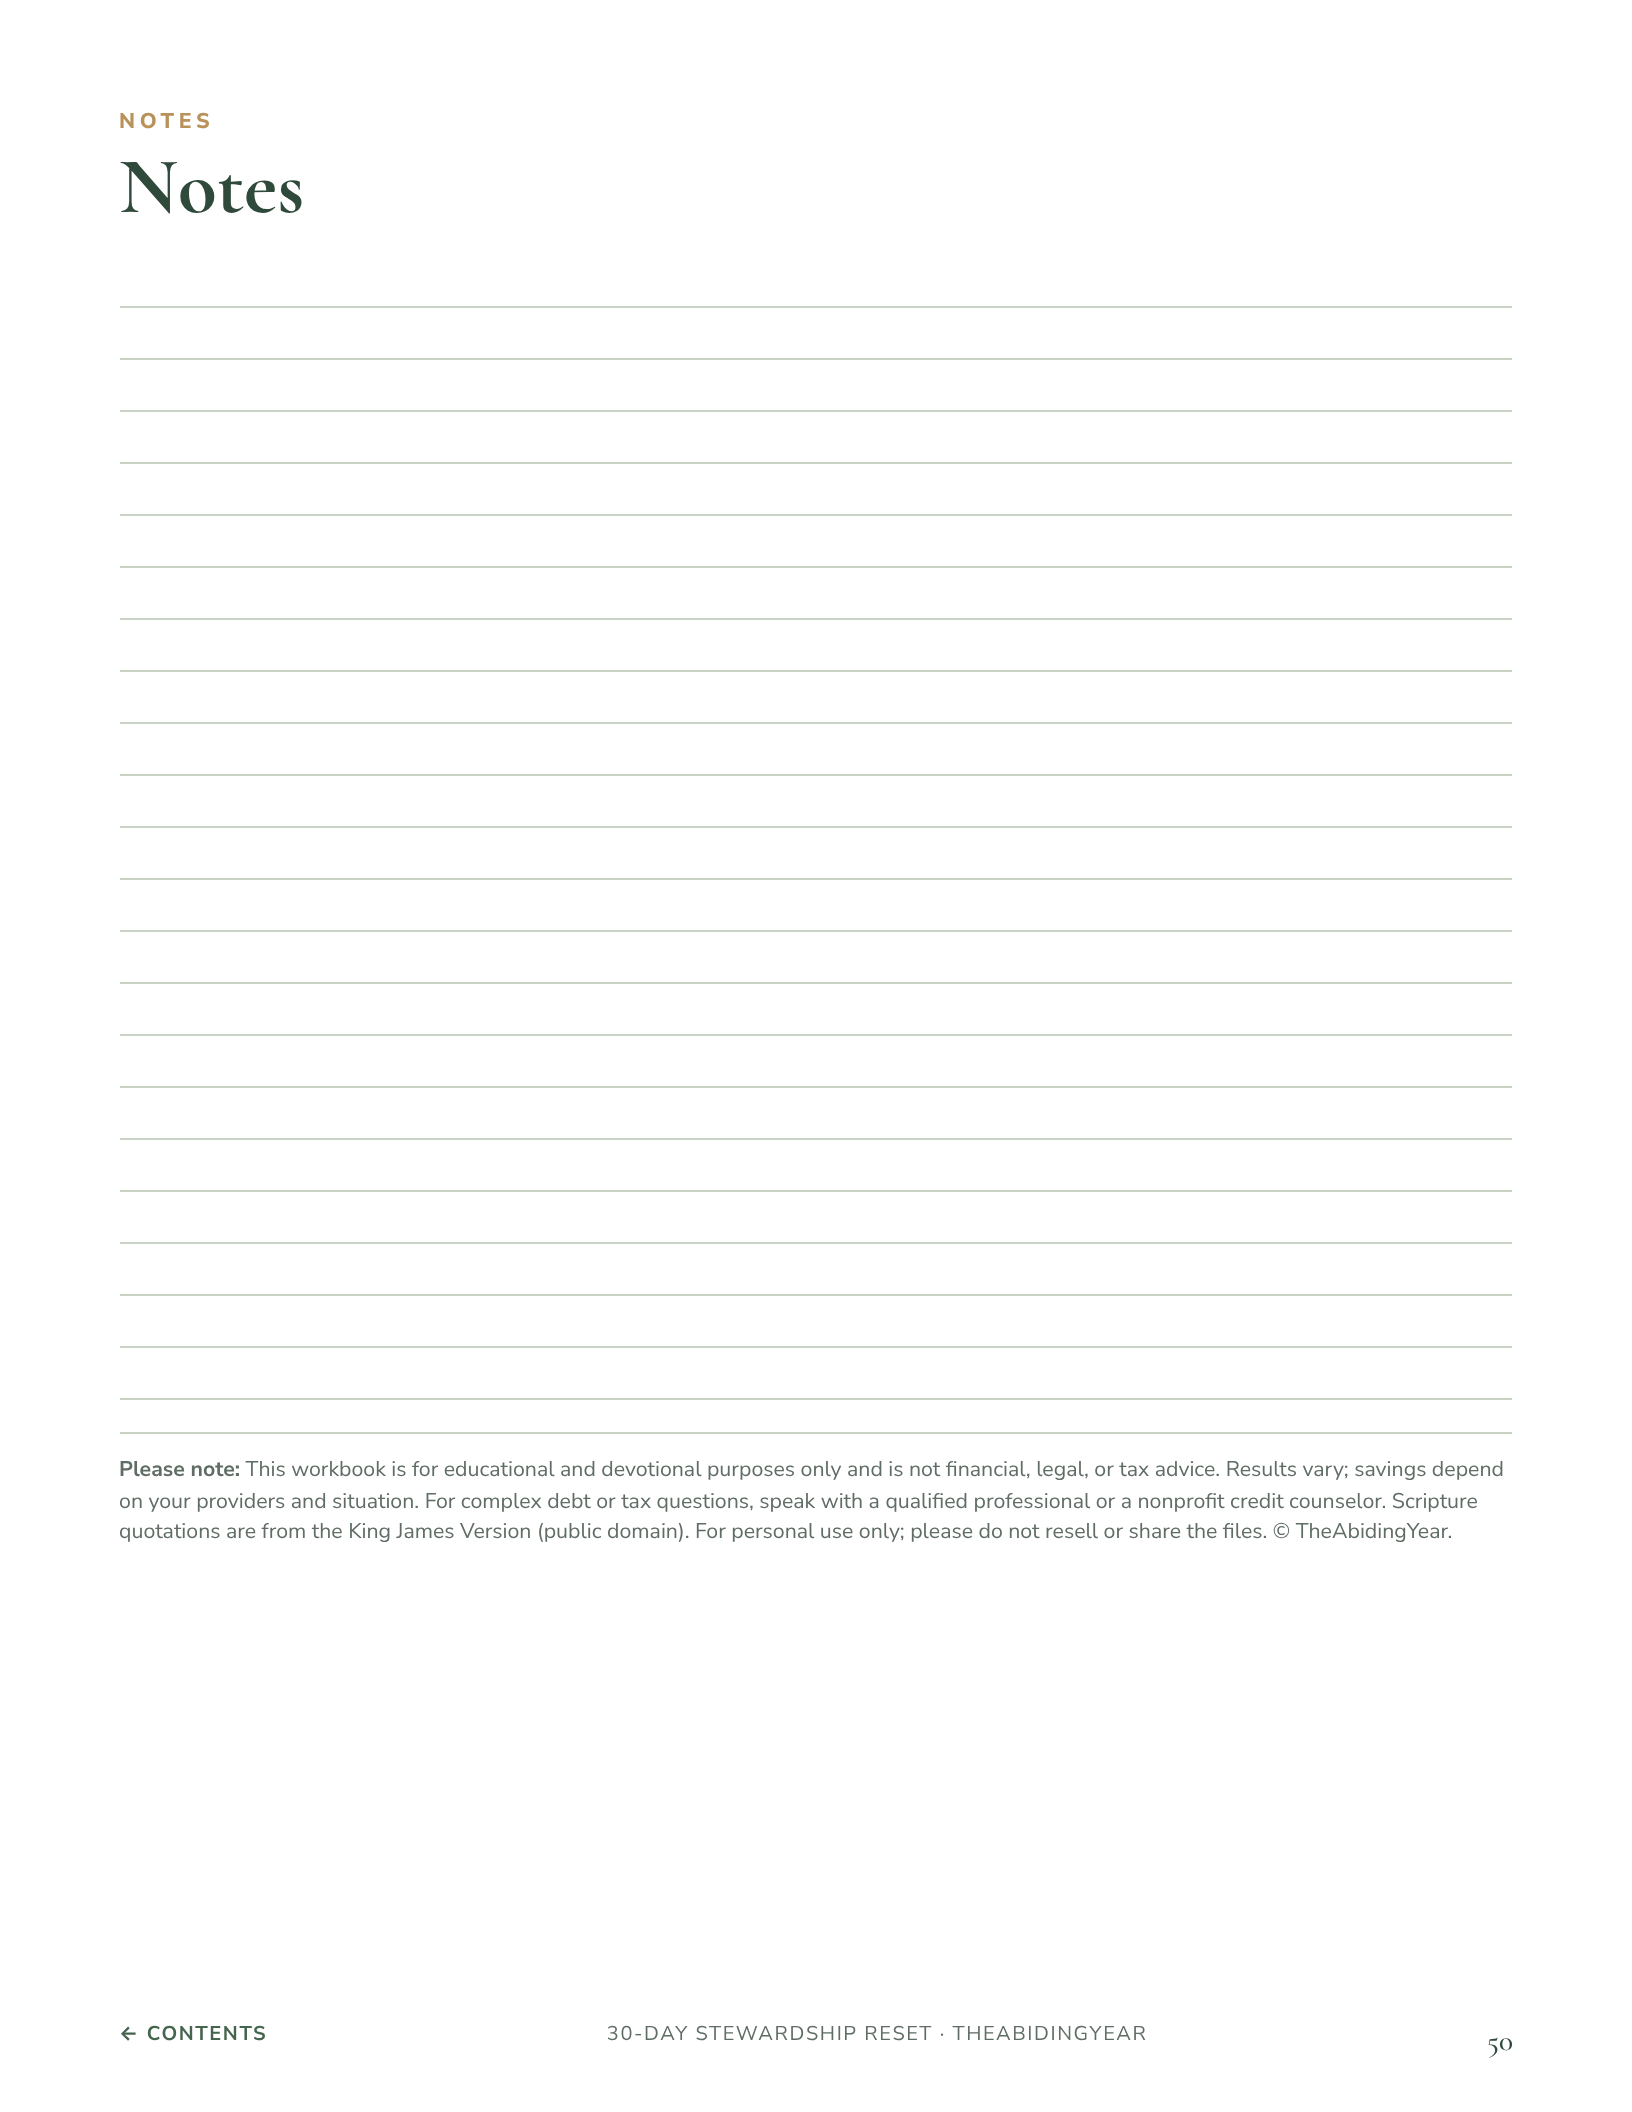 NOTES
Notes
Please note: This workbook is for educational and devotional purposes only and is not financial, legal, or tax advice. Results vary; savings depend
on your providers and situation. For complex debt or tax questions, speak with a qualified professional or a nonprofit credit counselor. Scripture
quotations are from the King James Version (public domain). For personal use only; please do not resell or share the files. © TheAbidingYear.
← CONTENTS
30-DAY STEWARDSHIP RESET · THEABIDINGYEAR
50